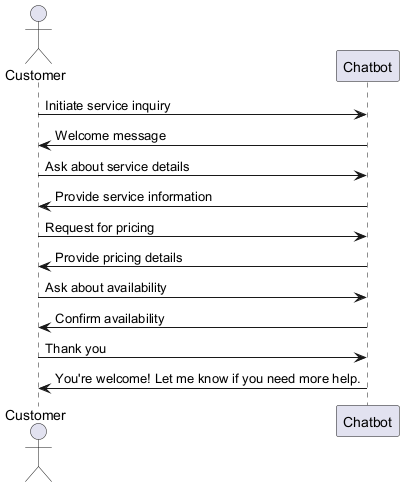 Customer
Chatbot
Initiate service inquiry
Welcome message
Ask about service details
Provide service information
Request for pricing
Provide pricing details
Ask about availability
Confirm availability
Thank you
You're welcome! Let me know if you need more help.
Customer
Chatbot